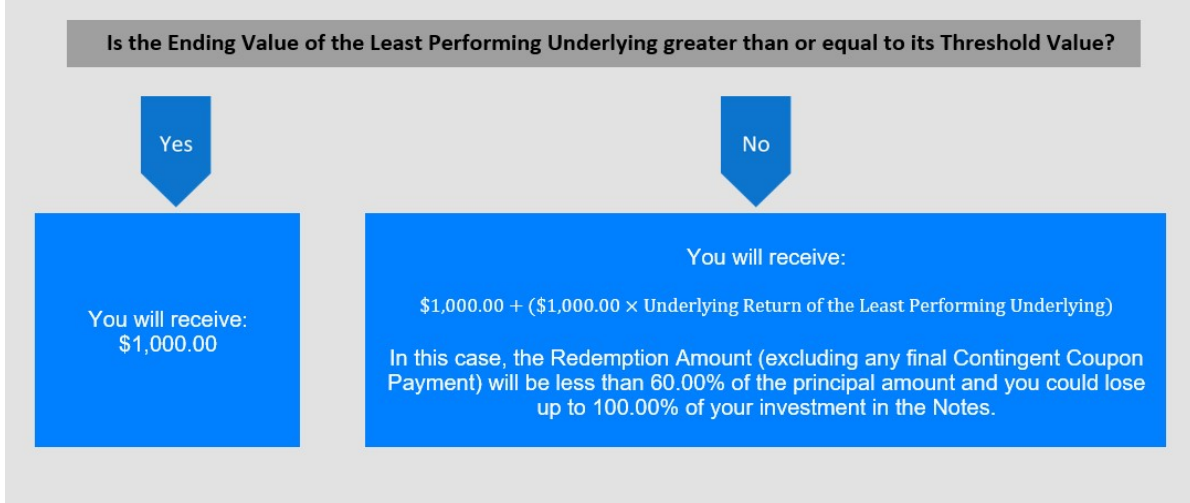 Is the Ending Value of the Least Performing Underlying greater than or equal to its Threshold Value?
Yes
No
You will receive:
$1,000.00
You will receive:
$1,000.00 + ($1,000.00 × Underlying Return of the Least Performing Underlying)
In this case, the Redemption Amount (excluding any final Contingent Coupon
Payment) will be less than 60.00% of the principal amount and you could lose
up to 100.00% of your investment in the Notes.